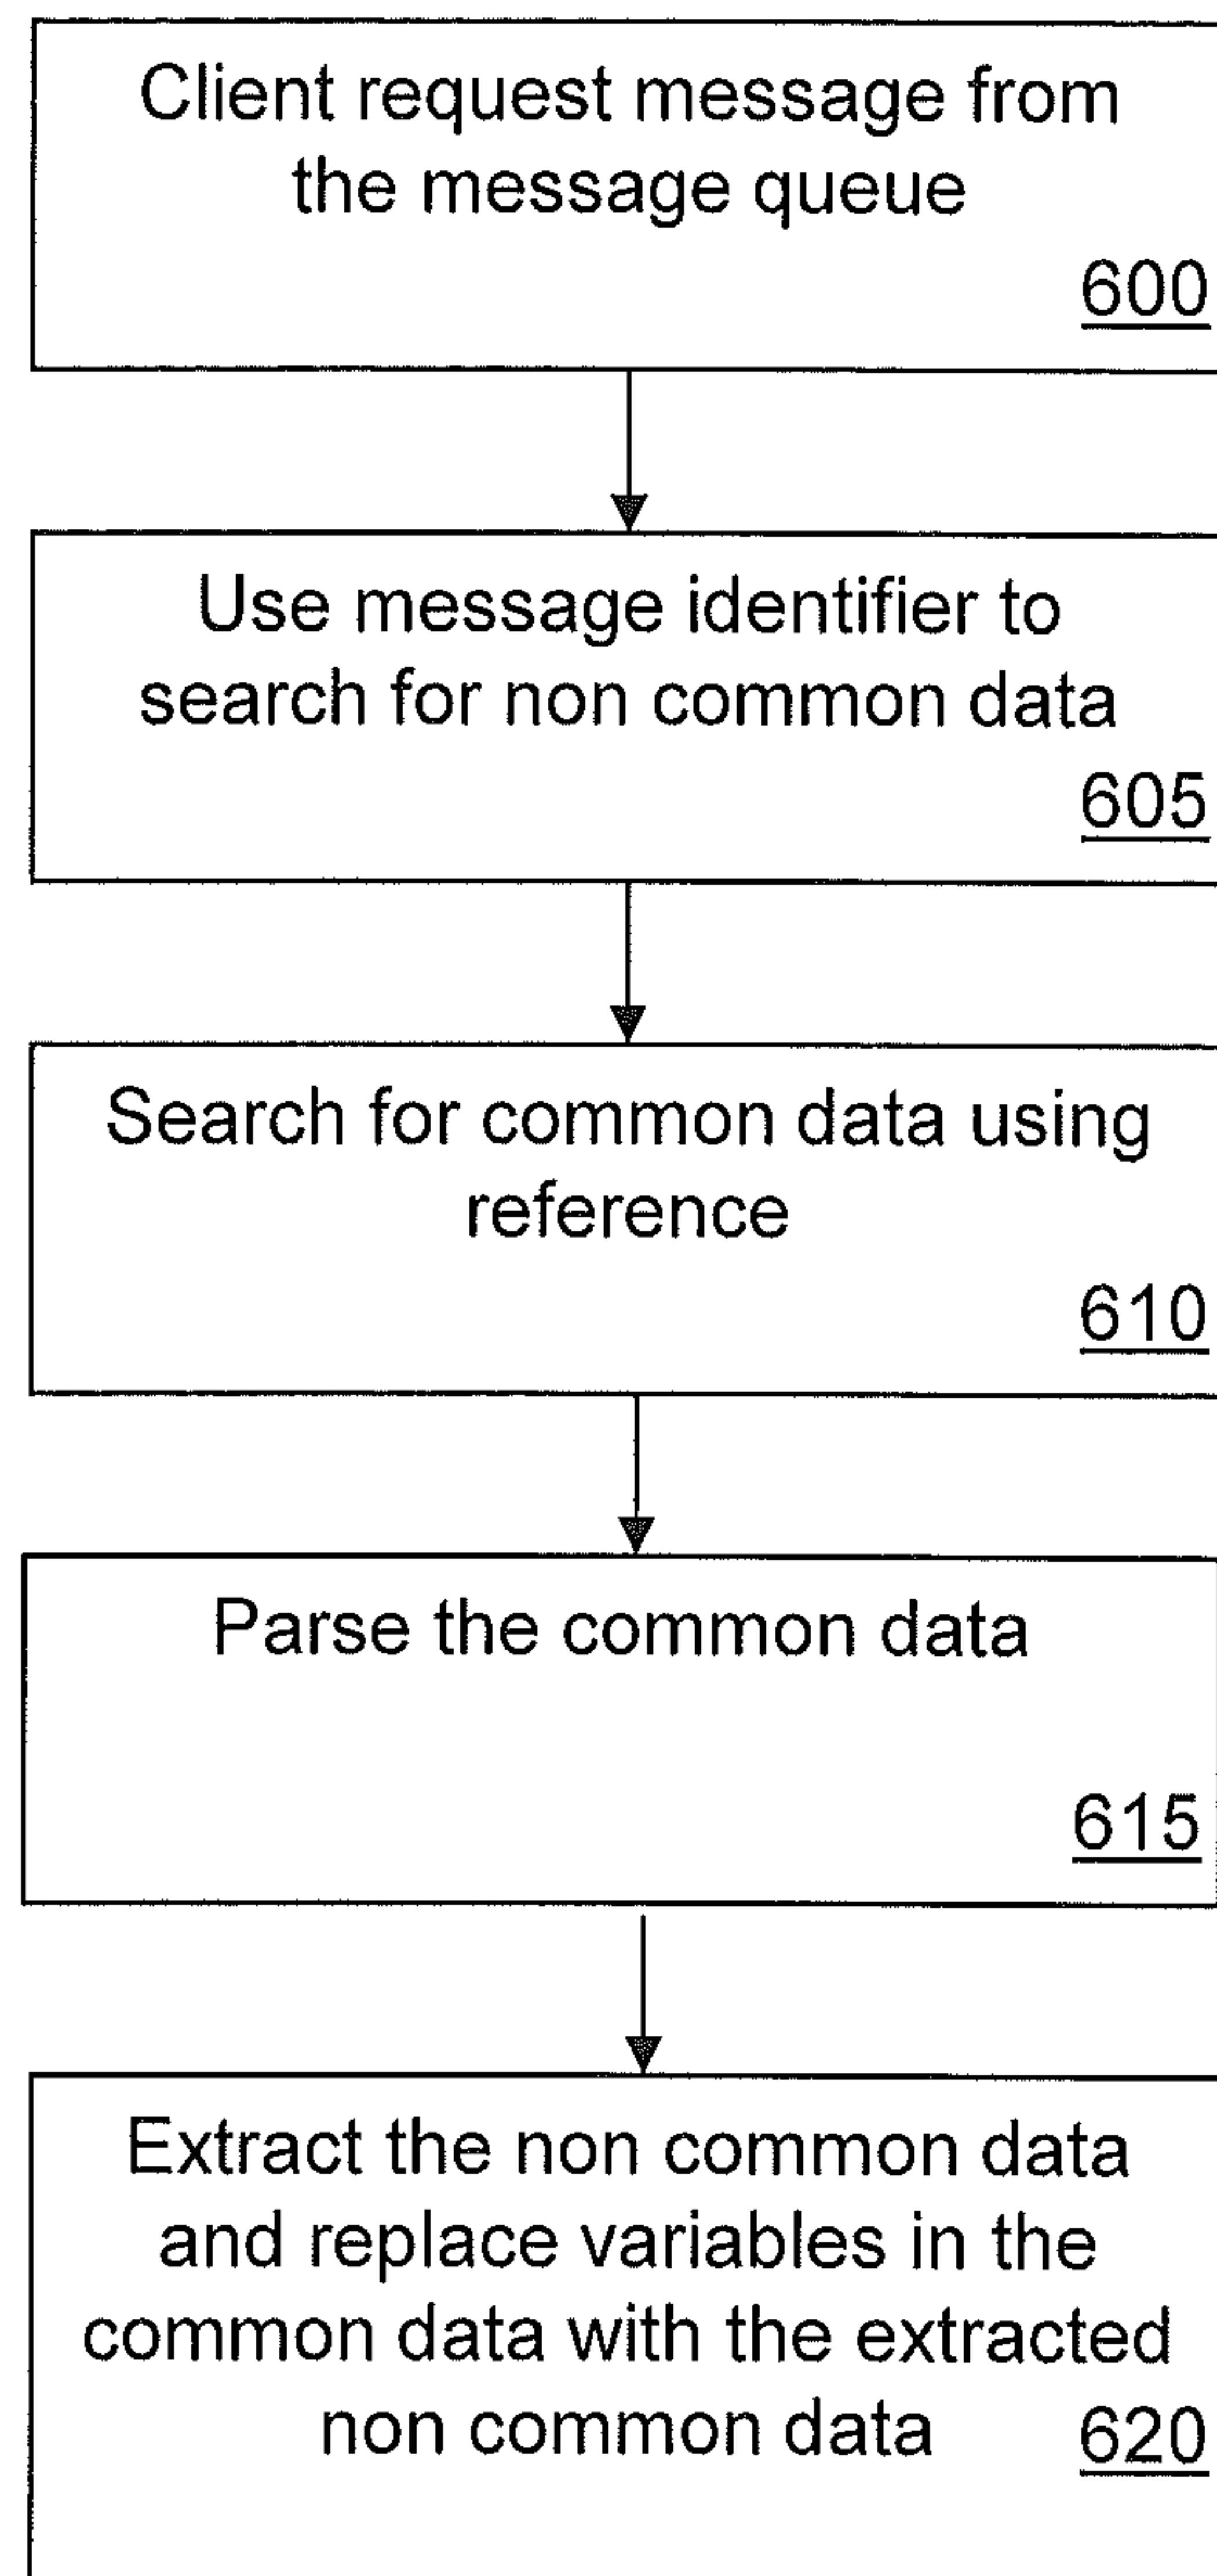 Client request message from
the message queue
600
Use message identifier to
search for non common data
605
Search for common data using
reference
610
Parse the common data
615
Extract the non common data
and replace variables in the
common data with the extracted
non common data 620